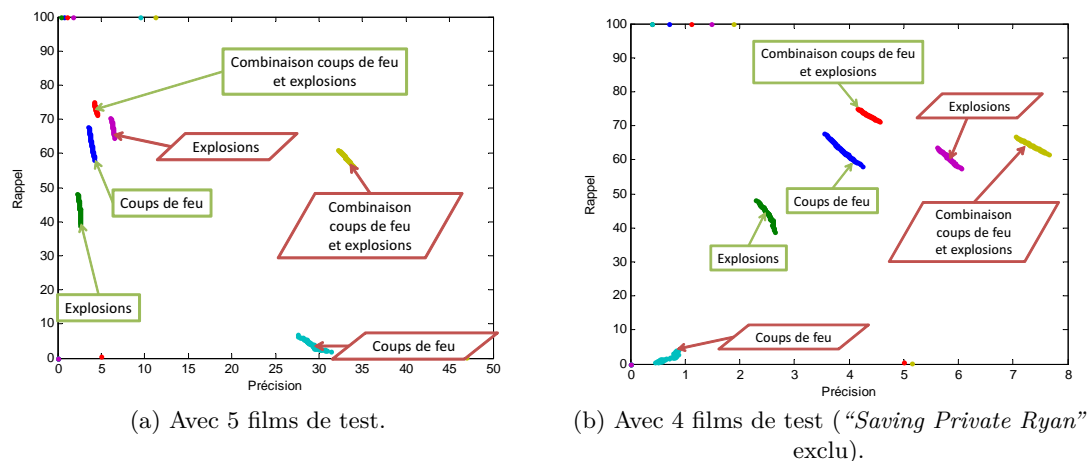 100
90
80
70
60
50
40
30
20
10
0
Rappel
Combinaison coups de feu
et explosions
Explosions
Coups de feu
Combinaison
coups de feu
et explosions
Explosions
Coups de feu
0 5 10 15 20 25 30 35 40 45 50
Précision
(a) Avec 5 films de test.
100
90
80
70
60
50
40
30
20
10
0
Rappel
Combinaison coups de feu
et explosions
Explosions
Coups de feu
Combinaison
coups de feu
et explosions
Explosions
Coups de feu
0 1 2 3 4 5 6 7 8
Précision
(b) Avec 4 films de test (“Saving Private Ryan”
exclu).